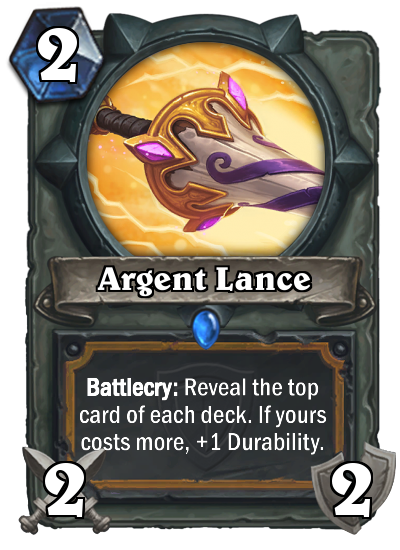 2
Argent Lance
Battlecry: Reveal the top
card of each deck. If yours
costs more, +1 Durability.
2 2